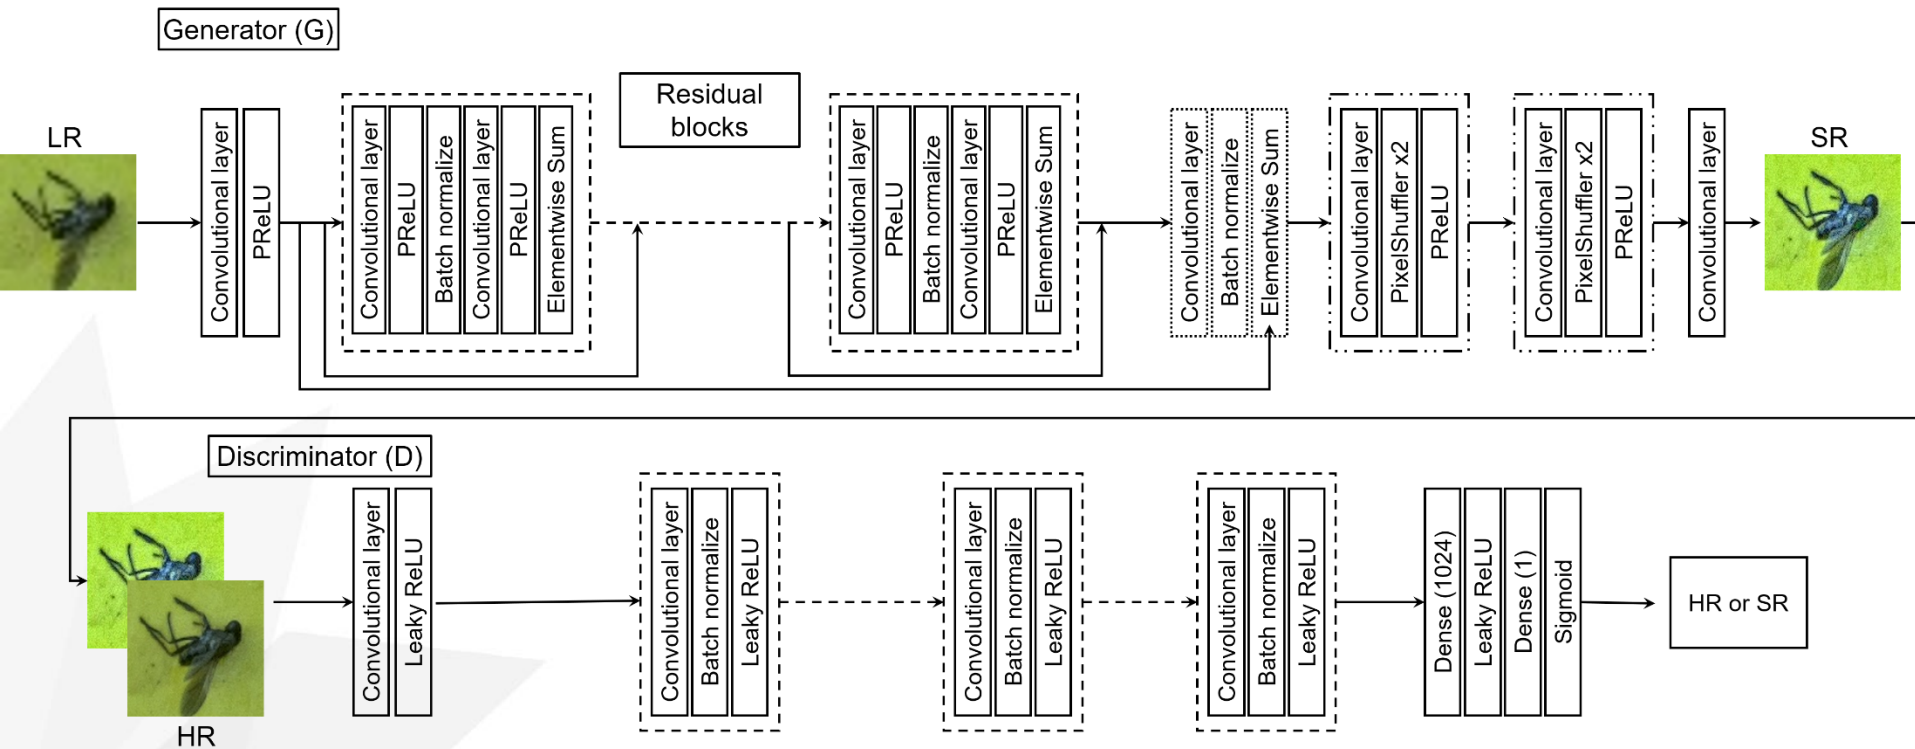 Generator (G)
LR
Convolutional layer
PReLU
Convolutional layer
PReLU
Batch normalize
Convolutional layer
PReLU
Elementwise Sum
Residual
blocks
Convolutional layer
PReLU
Batch normalize
Convolutional layer
PReLU
Elementwise Sum
Convolutional layer
Batch normalize
Elementwise Sum
Convolutional layer
PixelShuffler x2
PReLU
Convolutional layer
PixelShuffler x2
PReLU
Convolutional layer
SR
Discriminator (D)
HR
Convolutional layer
Leaky ReLU
Convolutional layer
Batch normalize
Leaky ReLU
Convolutional layer
Batch normalize
Leaky ReLU
Convolutional layer
Batch normalize
Leaky ReLU
Dense (1024)
Leaky ReLU
Dense (1)
Sigmoid
HR or SR